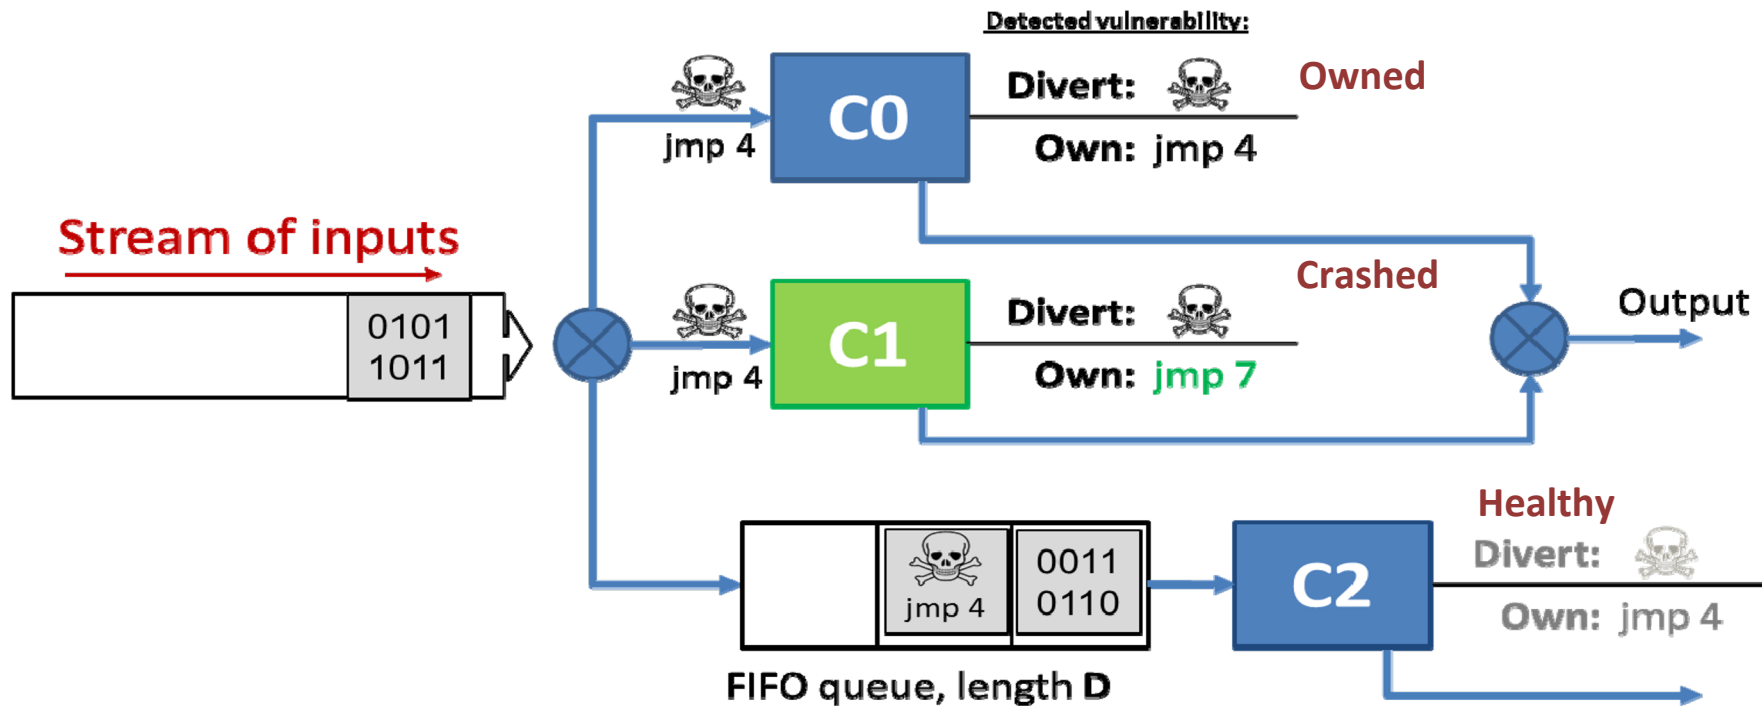 Detected vulnerability:
Divert:
Owned
C0
jmp 4
Own: jmp 4
Stream of inputs
Crashed
Divert:
Output
0101
1011
C1
jmp 4
Own: jmp 7
Healthy
Divert:
0011
0110
jmp 4
C2
Own: jmp 4
FIFO queue, length D